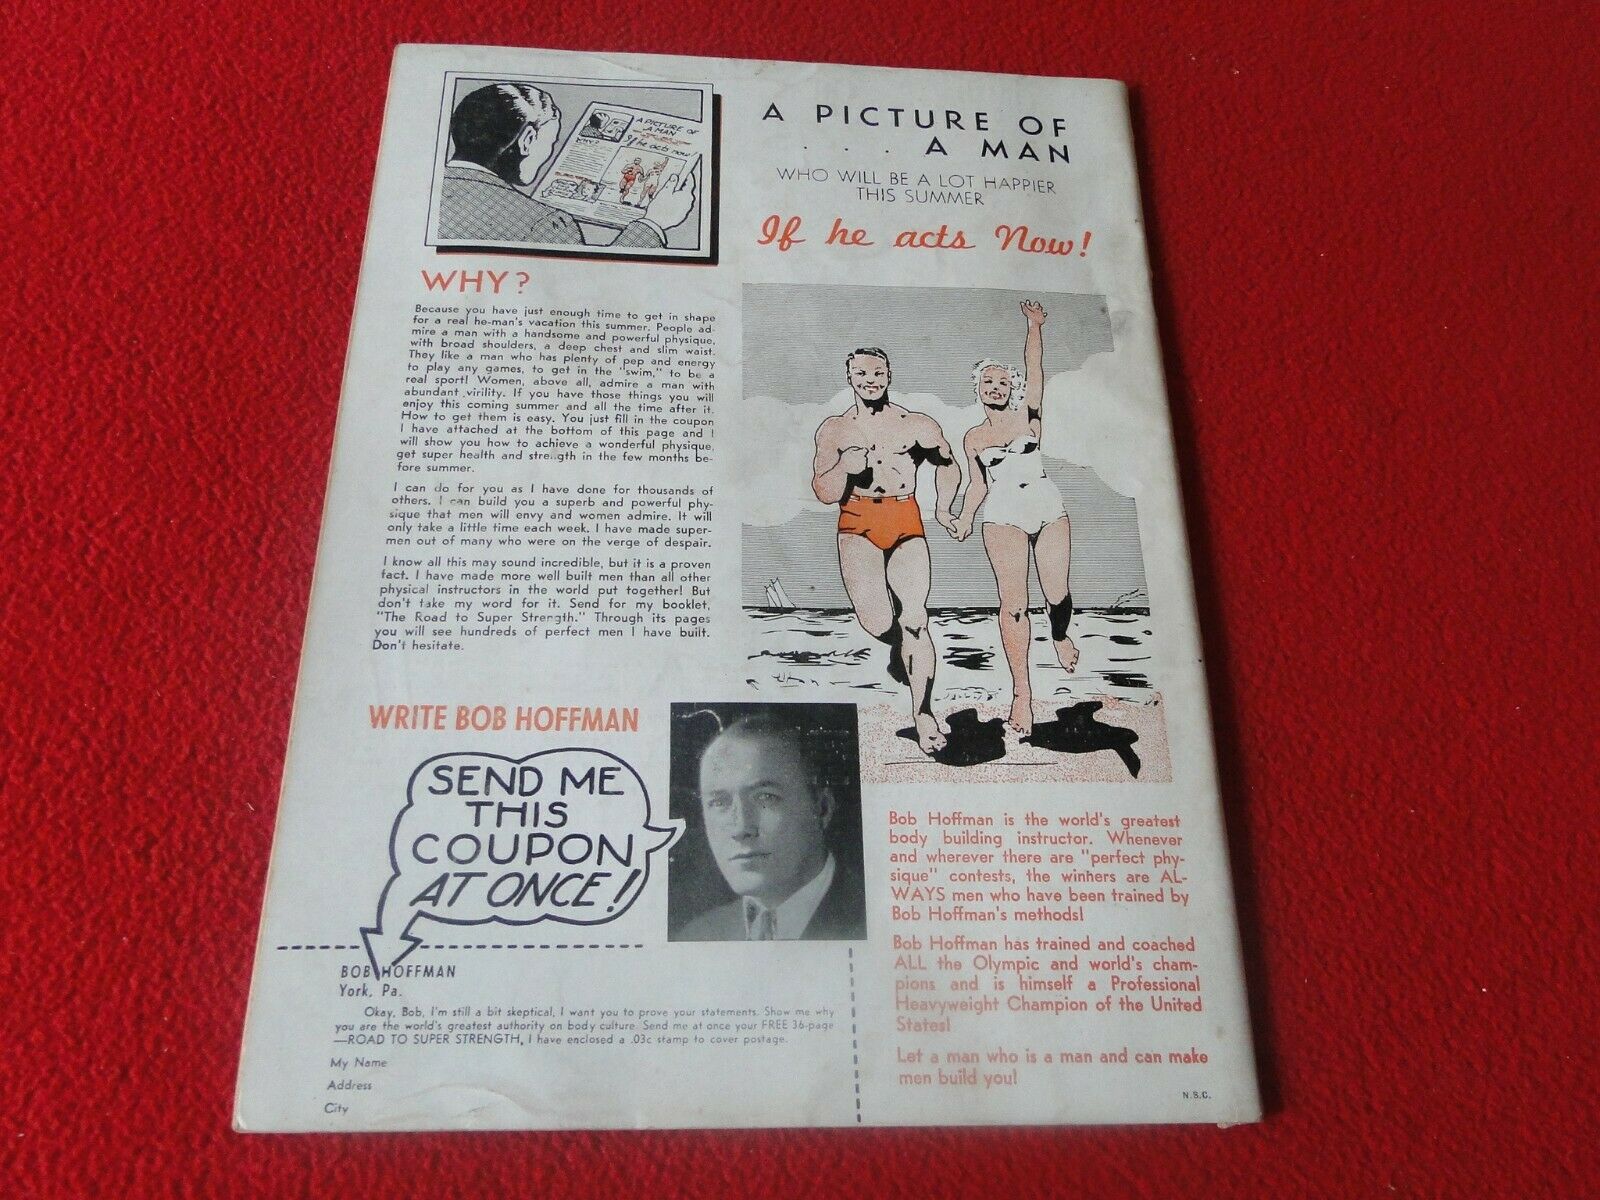 A PICTURE OF
A MAN
If he acts now!
WHY?
A PICTURE OF
. . . A MAN
WHO WILL BE A LOT HAPPIER
THIS SUMMER
If he acts Now!
WHY?
Because you have just enough time to get in shape
for a real he-man's vacation this summer. People ad-
mire a man with a handsome and powerful physique,
with broad shoulders, a deep chest and slim waist.
They like a man who has plenty of pep and energy
to play any games, to get in the "swim," to be a
real sport! Women, above all, admire a man with
abundant virility. If you have those things you will
enjoy this coming summer and all the time after it.
How to get them is easy. You just fill in the coupon
I have attached at the bottom of this page and I
will show you how to achieve a wonderful physique,
get super health and strength in the few months be-
fore summer.
I can do for you as I have done for thousands of
others. I can build you a superb and powerful phy-
sique that men will envy and women admire. It will
only take a little time each week. I have made super-
men out of many who were on the verge of despair.
I know all this may sound incredible, but it is a proven
fact. I have made more well built men than all other
physical instructors in the world put together! But
don't take my word for it. Send for my booklet,
"The Road to Super Strength." Through its pages
you will see hundreds of perfect men I have built.
Don't hesitate.
WRITE BOB HOFFMAN
SEND ME
THIS
COUPON
AT ONCE!
BOB HOFFMAN
York, Pa.
Okay, Bob, I'm still a bit skeptical, I want you to prove your statements. Show me why
you are the world's greatest authority on body culture. Send me at once your FREE 36-page
—ROAD TO SUPER STRENGTH, I have enclosed a .03c stamp to cover postage.
My Name
Address
City
Bob Hoffman is the world's greatest
body building instructor. Whenever
and wherever there are "perfect phy-
sique" contests, the winners are AL-
WAYS men who have been trained by
Bob Hoffman's methods!
Bob Hoffman has trained and coached
ALL the Olympic and world's cham-
pions and is himself a Professional
Heavyweight Champion of the United
States!
Let a man who is a man and can make
men build you!
N.S.C.